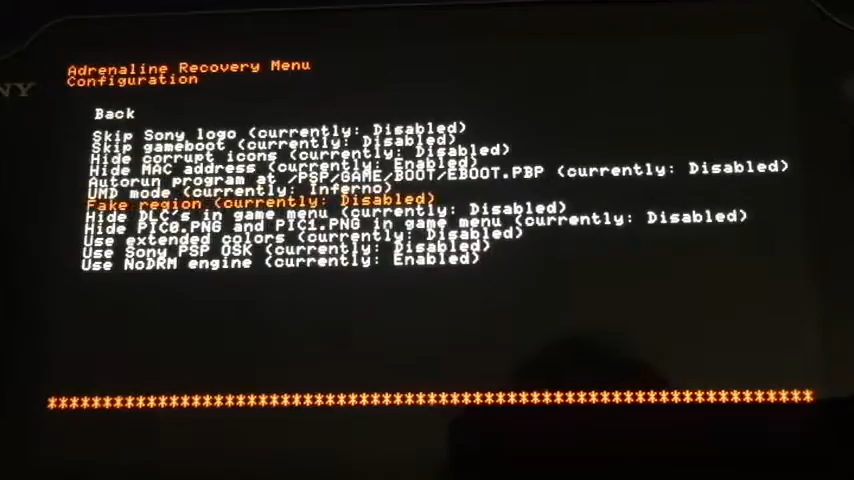 Adrenaline Recovery Menu
Configuration
NY
Back
Skip Sony logo (currently: Disabled)
Skip gameboot (currently: Disabled)
Hide corrupt icons (currently: Disabled)
Hide MAC address (currently: Enabled)
Autorun program at /PSP/GAME/BOOT/EBOOT.PBP (currently: Disabled)
UMD mode (currently: Inferno)
Fake region (currently: Disabled)
Hide DLC's in game menu (currently: Disabled)
Hide PIC0.PNG and PIC1.PNG in game menu (currently: Disabled)
Use extended colors (currently: Disabled)
Use Sony PSP OSK (currently: Disabled)
Use NoDRM engine (currently: Enabled)
*************************************************************************